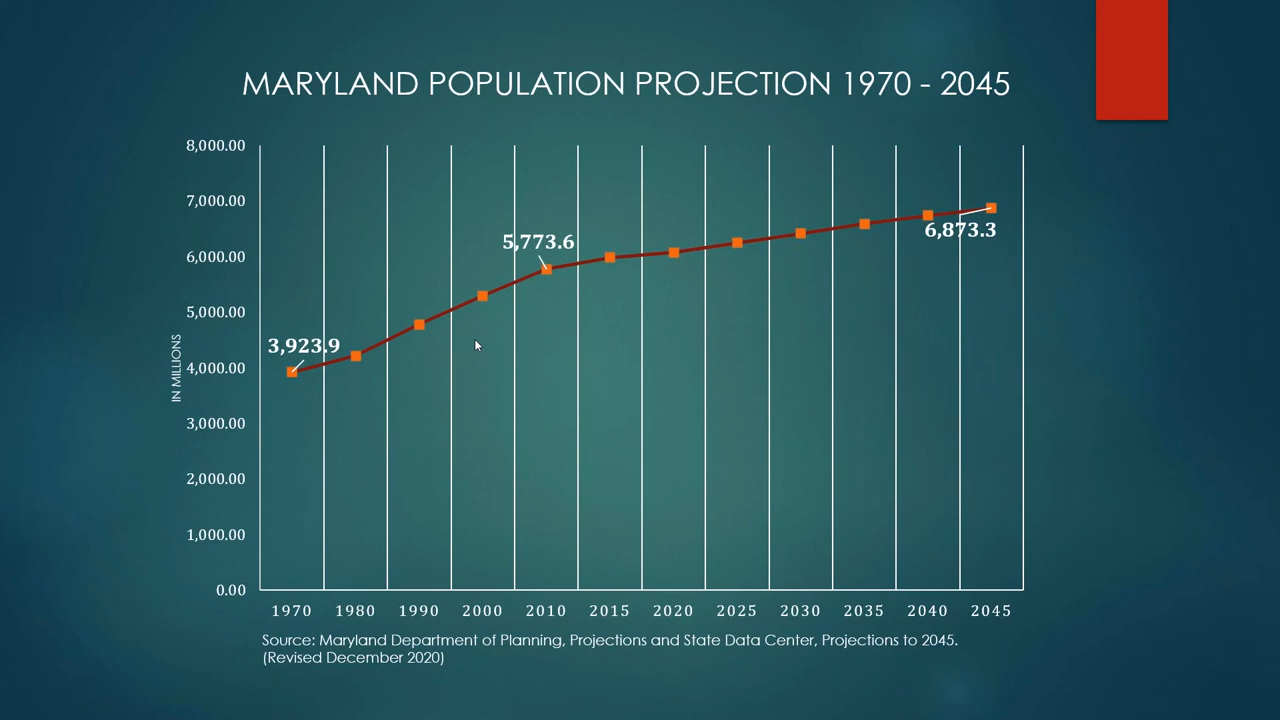 MARYLAND POPULATION PROJECTION 1970 - 2045
8,000.00
7,000.00
6,000.00
5,000.00
4,000.00
3,000.00
2,000.00
1,000.00
0.00
IN MILLIONS
3,923.9
5,773.6
6,873.3
1970 1980 1990 2000 2010 2015 2020 2025 2030 2035 2040 2045
Source: Maryland Department of Planning, Projections and State Data Center, Projections to 2045.
(Revised December 2020)